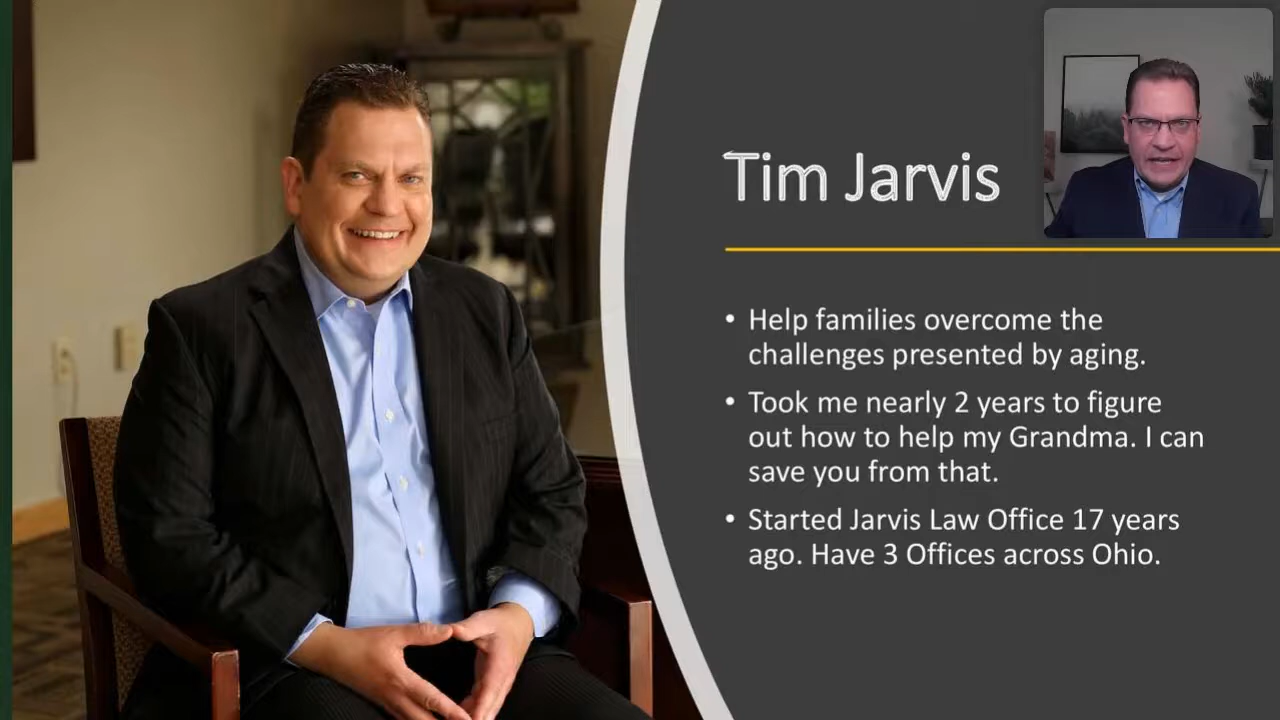 Tim Jarvis
• Help families overcome the
challenges presented by aging.
• Took me nearly 2 years to figure
out how to help my Grandma. I can
save you from that.
• Started Jarvis Law Office 17 years
ago. Have 3 Offices across Ohio.